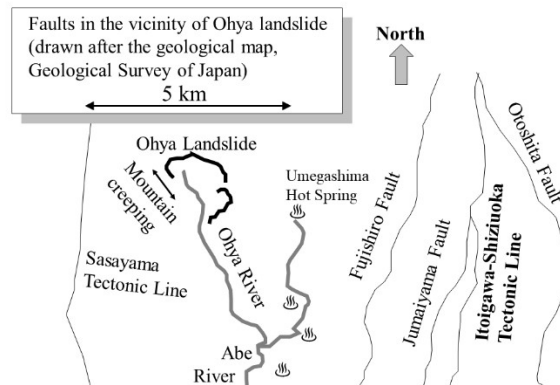 Faults in the vicinity of Ohya landslide
(drawn after the geological map,
Geological Survey of Japan)
5 km
North
Ohya Landslide
Mountain
creeping
Umegashima
Hot Spring
Sasayama
Tectonic Line
Ohya River
Abe
River
Fujishiro Fault
Jumaiyama Fault
Itoigawa-Shiziuoka
Tectonic Line
Otoshita Fault